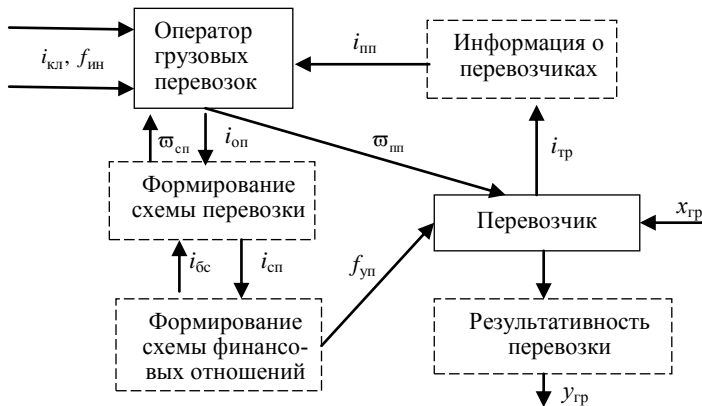 Оператор
грузовых
перевозок
iкл, fин
iпп
Информация о
перевозчиках
ϖсп
iоп
ϖпп
iтр
Формирование
схемы перевозки
Перевозчик
xгр
iбс
iсп
fуп
Формирование
схемы финансо-
вых отношений
Результативность
перевозки
yгр